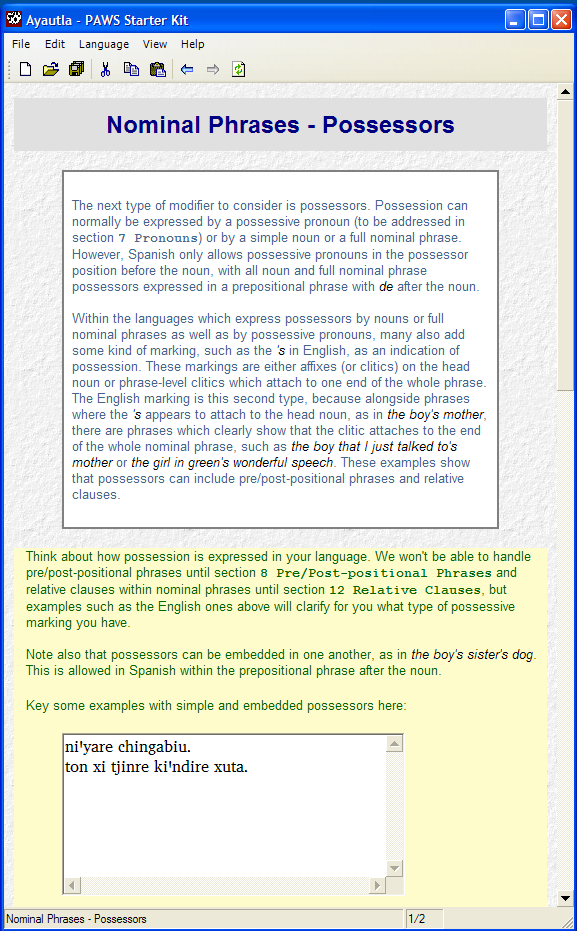 Ayautla - PAWS Starter Kit
File Edit Language View Help
Nominal Phrases - Possessors
The next type of modifier to consider is possessors. Possession can
normally be expressed by a possessive pronoun (to be addressed in
section 7 Pronouns) or by a simple noun or a full nominal phrase.
However, Spanish only allows possessive pronouns in the possessor
position before the noun, with all noun and full nominal phrase
possessors expressed in a prepositional phrase with de after the noun.
Within the languages which express possessors by nouns or full
nominal phrases as well as by possessive pronouns, many also add
some kind of marking, such as the 's in English, as an indication of
possession. These markings are either affixes (or clitics) on the head
noun or phrase-level clitics which attach to one end of the whole phrase.
The English marking is this second type, because alongside phrases
where the 's appears to attach to the head noun, as in the boy's mother,
there are phrases which clearly show that the clitic attaches to the end
of the whole nominal phrase, such as the boy that I just talked to's
mother or the girl in green's wonderful speech. These examples show
that possessors can include pre/post-positional phrases and relative
clauses.
Think about how possession is expressed in your language. We won't be able to handle
pre/post-positional phrases until section 8 Pre/Post-positional Phrases and
relative clauses within nominal phrases until section 12 Relative Clauses, but
examples such as the English ones above will clarify for you what type of possessive
marking you have.
Note also that possessors can be embedded in one another, as in the boy's sister's dog.
This is allowed in Spanish within the prepositional phrase after the noun.
Key some examples with simple and embedded possessors here:
niꞌyare chingabiu.
ton xi tjinre kiꞌndire xuta.
Nominal Phrases - Possessors 1/2